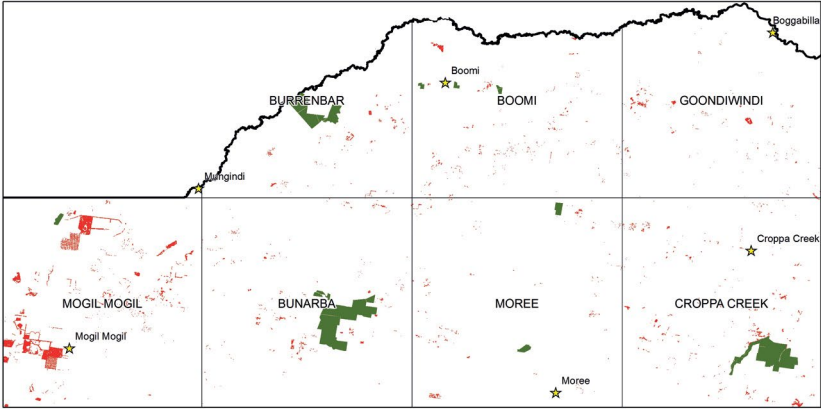 Boggabilla
Boomi
BURRENBAR
BOOMI
GOONDIWINDI
Mungindi
Croppa Creek
MOGIL MOGIL
BUNARBA
MOREE
CROPPA CREEK
Mogil Mogil
Moree